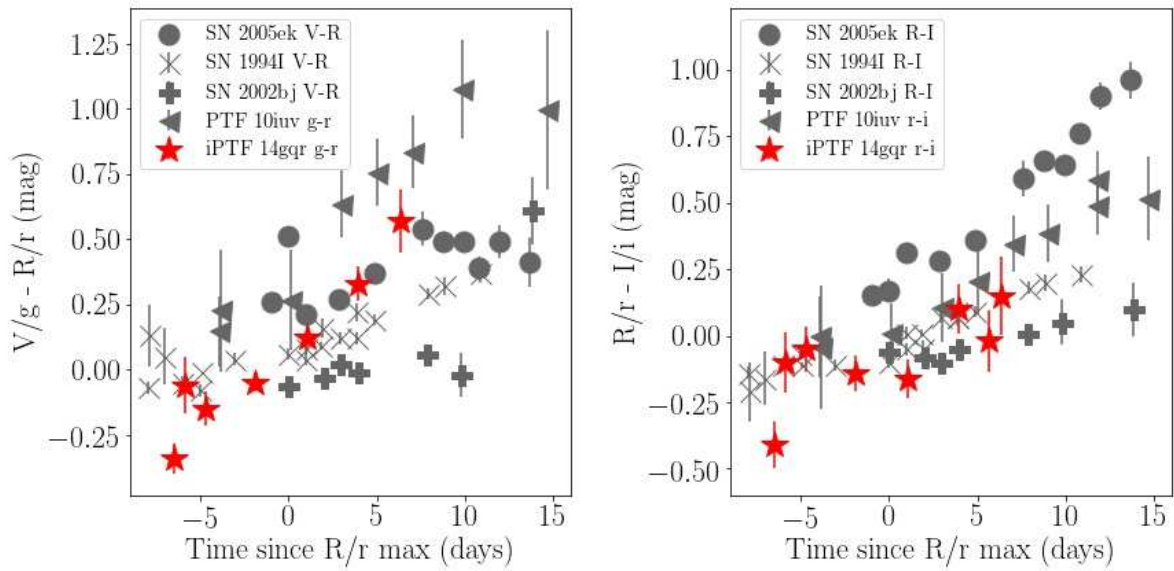 SN 2005ek V-R
SN 1994I V-R
SN 2002bj V-R
PTF 10iuv g-r
iPTF 14gqr g-r
1.25
1.00
0.75
0.50
0.25
0.00
−0.25
V/g - R/r (mag)
−5 0 5 10 15
Time since R/r max (days)
SN 2005ek R-I
SN 1994I R-I
SN 2002bj R-I
PTF 10iuv r-i
iPTF 14gqr r-i
1.00
0.75
0.50
0.25
0.00
−0.25
−0.50
R/r - I/i (mag)
−5 0 5 10 15
Time since R/r max (days)